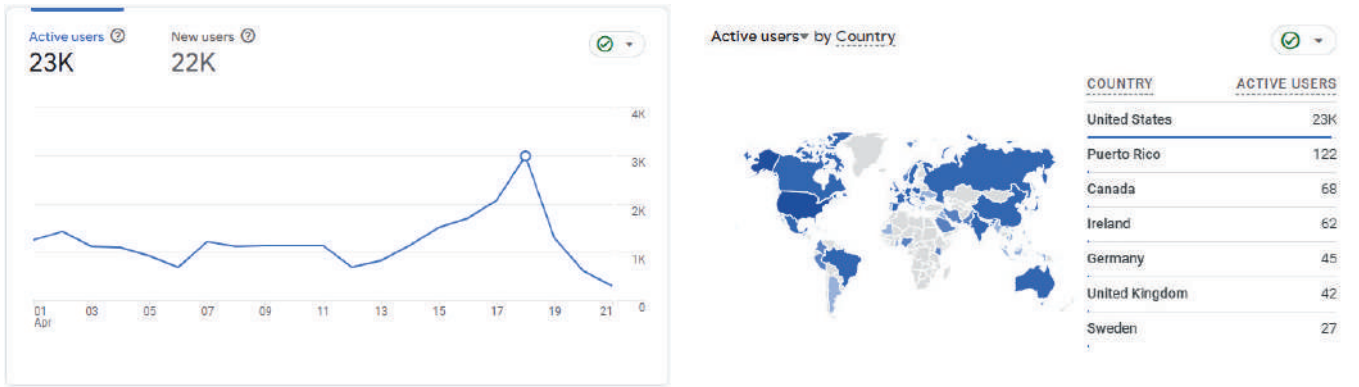 Active users New users
23K 22K
4K
3K
2K
1K
0
01 03 05 07 09 11 13 15 17 19 21
Apr
Active users by Country
COUNTRY ACTIVE USERS
United States 23K
Puerto Rico 122
Canada 68
Ireland 62
Germany 45
United Kingdom 42
Sweden 27